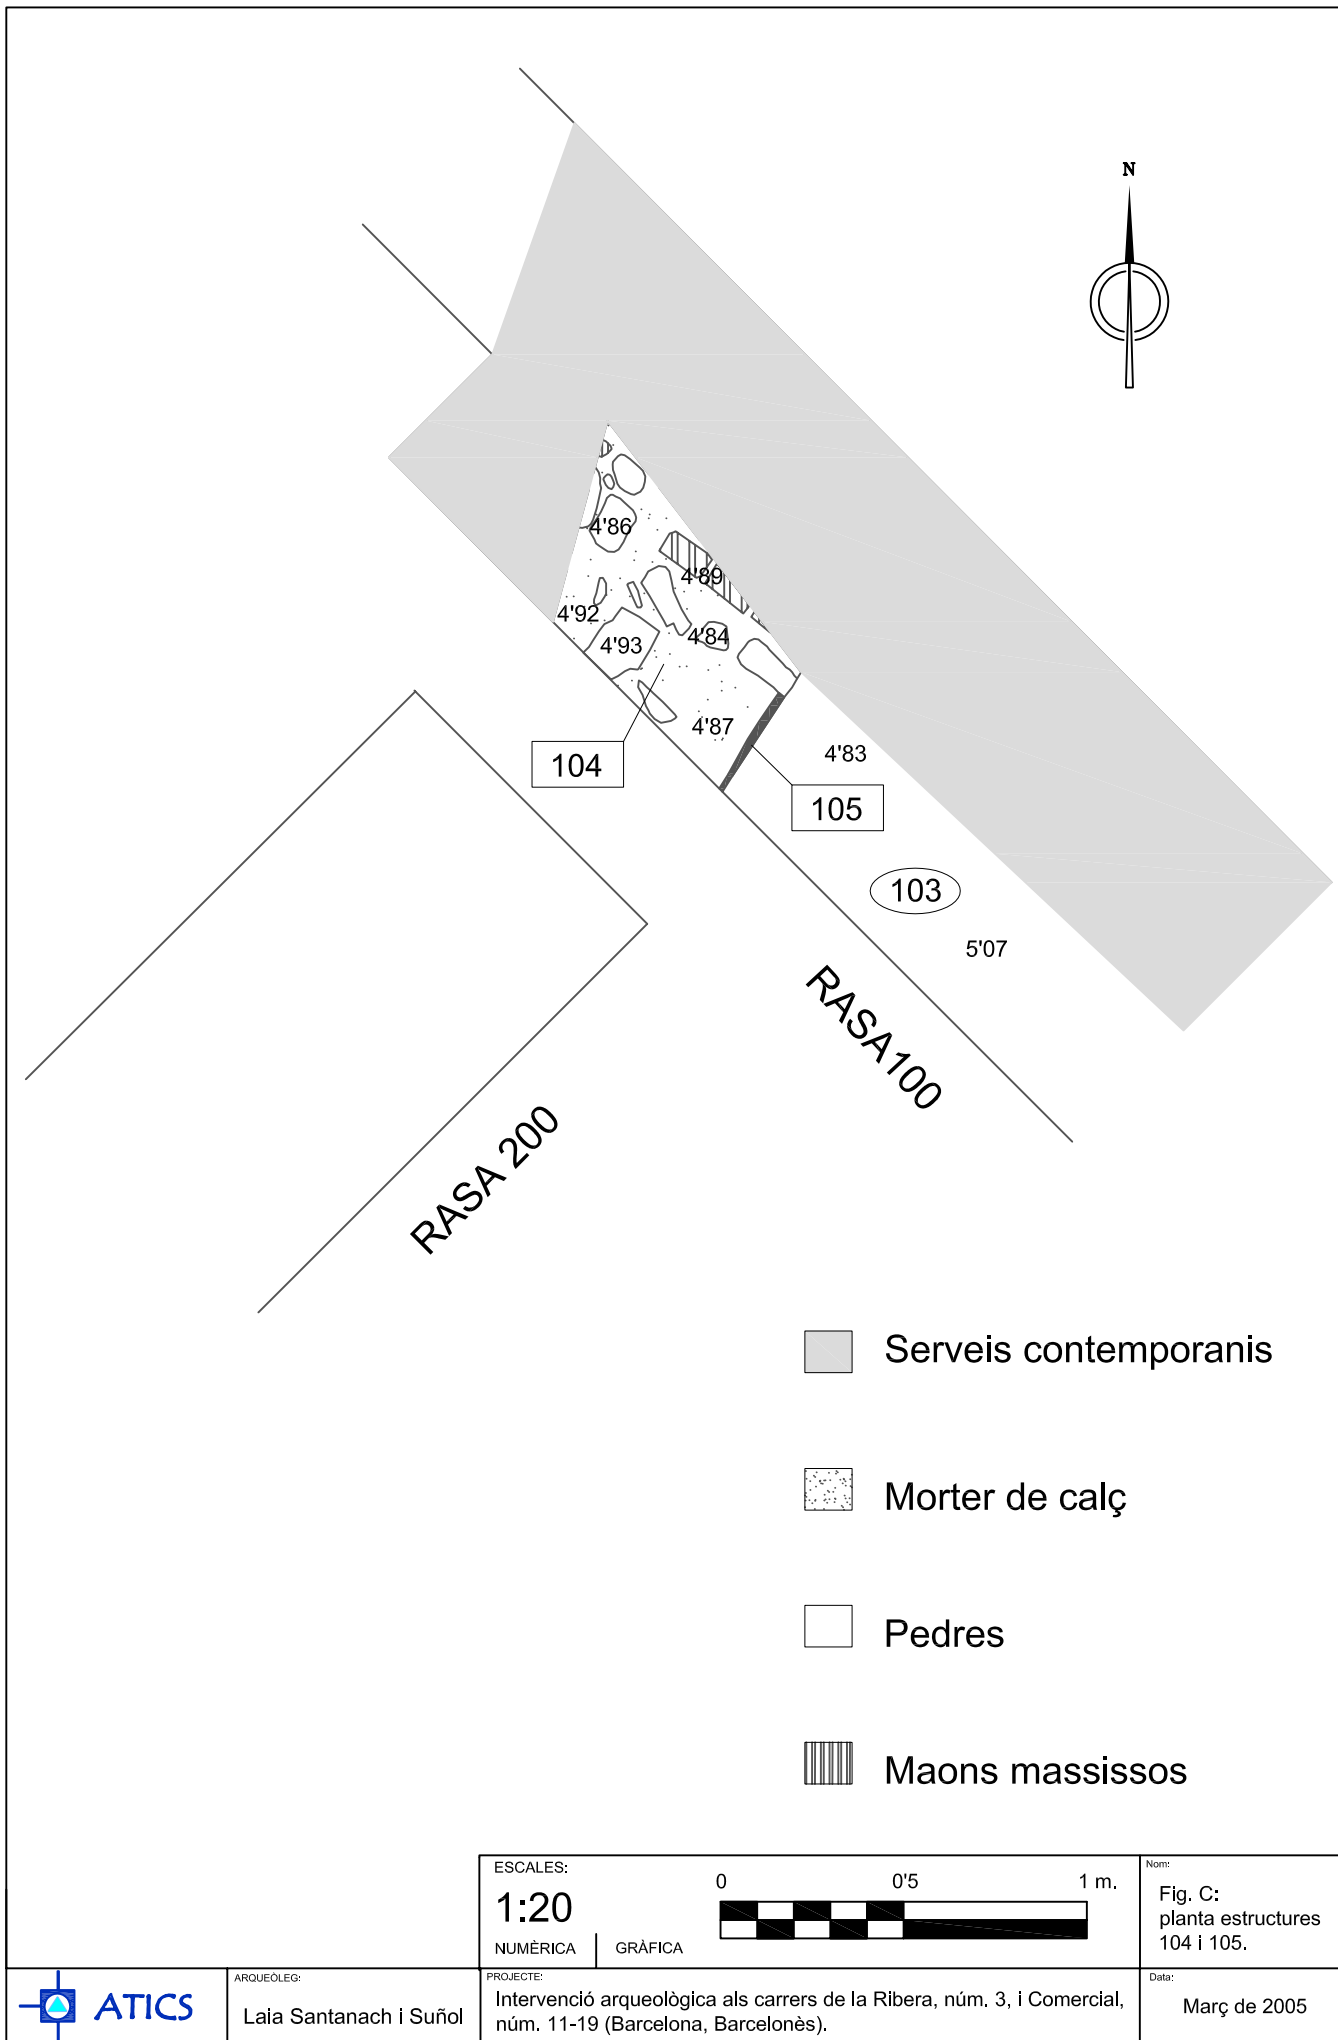 N
4'86
4'89
4'92
4'93
4'84
4'87
4'83
104
105
103
5'07
RASA 100
RASA 200
Serveis contemporanis
Morter de calç
Pedres
Maons massissos
ESCALES:
1:20
NUMÈRICA
GRÀFICA
0 0'5 1 m.
Nom:
Fig. C:
planta estructures
104 i 105.
ATICS
ARQUEÒLEG:
Laia Santanach i Suñol
PROJECTE:
Intervenció arqueològica als carrers de la Ribera, núm. 3, i Comercial,
núm. 11-19 (Barcelona, Barcelonès).
Data:
Març de 2005